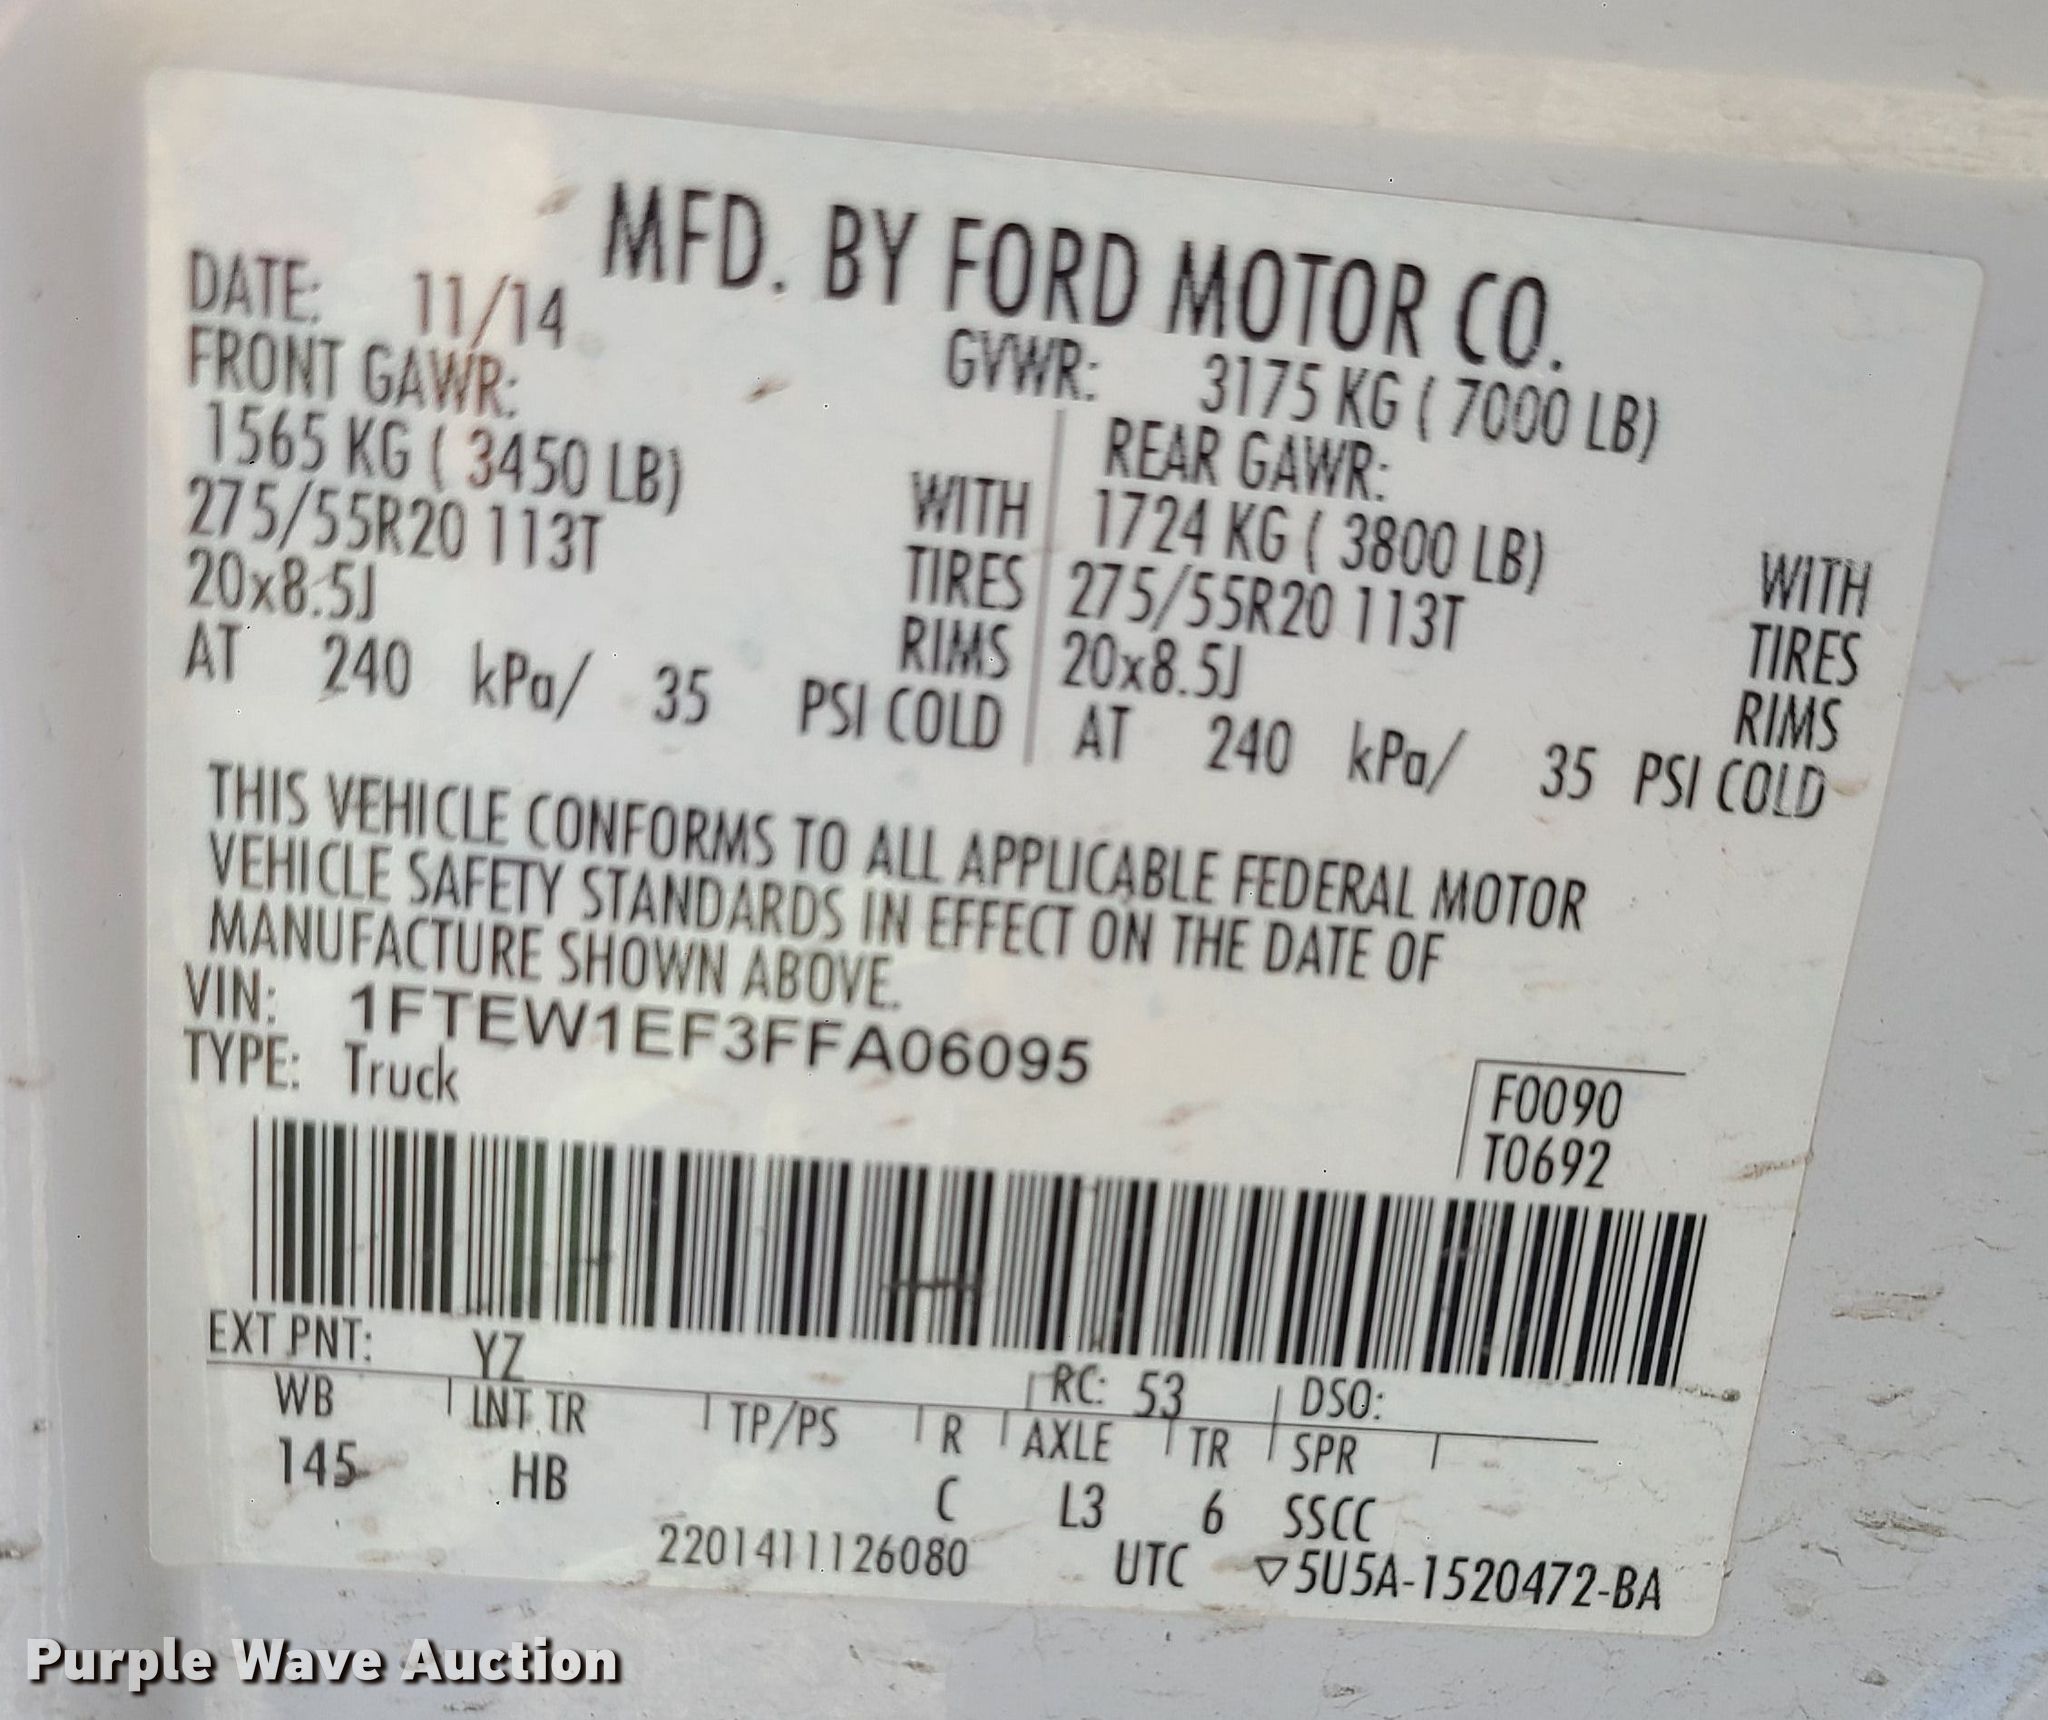 MFD. BY FORD MOTOR CO.
DATE: 11/14
GVWR: 3175 KG ( 7000 LB)
FRONT GAWR:
1565 KG ( 3450 LB) WITH
275/55R20 113T TIRES
20x8.5J RIMS
AT 240 kPa/ 35 PSI COLD
REAR GAWR:
1724 KG ( 3800 LB) WITH
275/55R20 113T TIRES
20x8.5J RIMS
AT 240 kPa/ 35 PSI COLD
THIS VEHICLE CONFORMS TO ALL APPLICABLE FEDERAL MOTOR
VEHICLE SAFETY STANDARDS IN EFFECT ON THE DATE OF
MANUFACTURE SHOWN ABOVE.
VIN: 1FTEW1EF3FFA06095
TYPE: Truck
F0090
T0692
EXT PNT: YZ RC: 53 DSO:
WB INT TR TP/PS R AXLE TR SPR
145 HB C L3 6 SSCC
2201411126080 UTC ▽5U5A-1520472-BA
Purple Wave Auction